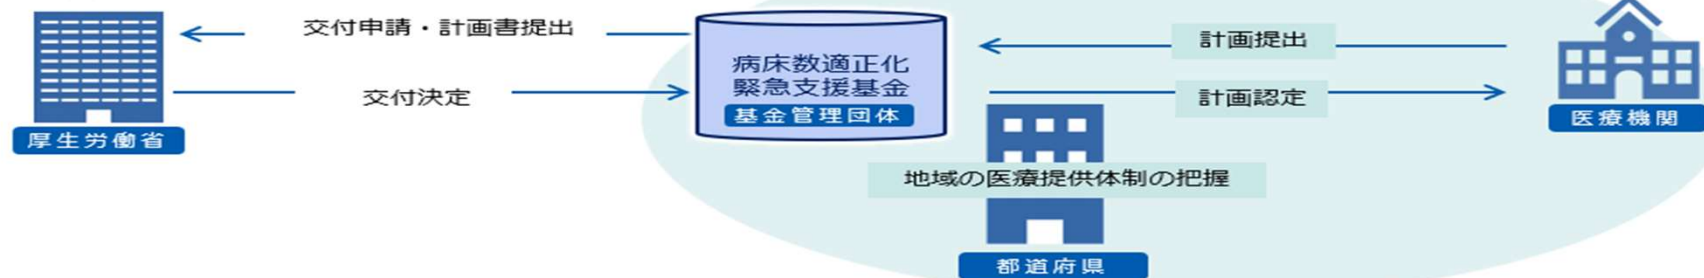 交付申請・計画書提出
交付決定
厚生労働省
病床数適正化
緊急支援基金
基金管理団体
計画提出
計画認定
医療機関
地域の医療提供体制の把握
都道府県